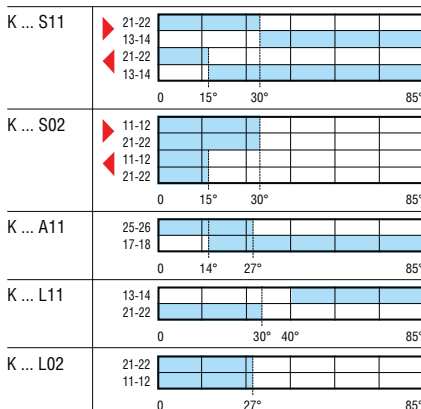 K ... S11
21-22
13-14
21-22
13-14
0 15° 30° 85°
K ... S02
11-12
21-22
11-12
21-22
0 15° 30° 85°
K ... A11
25-26
17-18
0 14° 27° 85°
K ... L11
13-14
21-22
0 30° 40° 85°
K ... L02
21-22
11-12
0 27° 85°